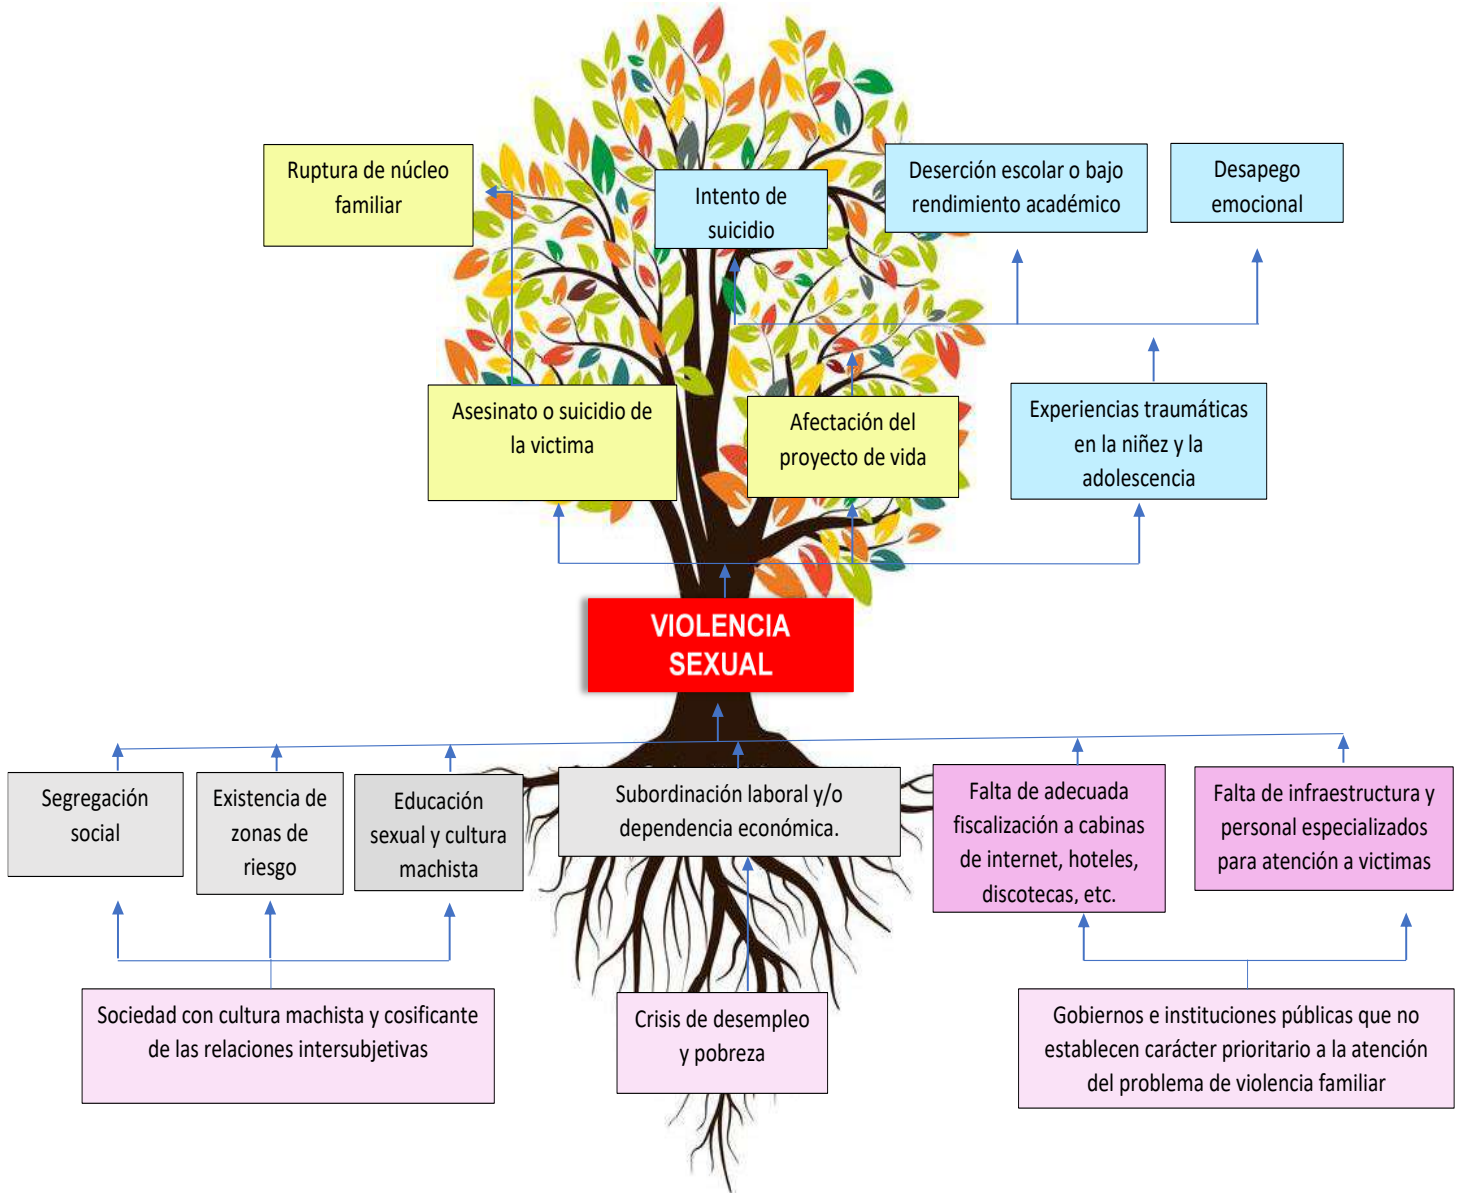 Ruptura de núcleo
familiar
Intento de
suicidio
Deserción escolar o bajo
rendimiento académico
Desapego
emocional
Asesinato o suicidio de
la victima
Afectación del
proyecto de vida
Experiencias traumáticas
en la niñez y la
adolescencia
VIOLENCIA
SEXUAL
Segregación
social
Existencia de
zonas de
riesgo
Educación
sexual y cultura
machista
Subordinación laboral y/o
dependencia económica.
Falta de adecuada
fiscalización a cabinas
de internet, hoteles,
discotecas, etc.
Falta de infraestructura y
personal especializados
para atención a victimas
Sociedad con cultura machista y cosificante
de las relaciones intersubjetivas
Crisis de desempleo
y pobreza
Gobiernos e instituciones públicas que no
establecen carácter prioritario a la atención
del problema de violencia familiar